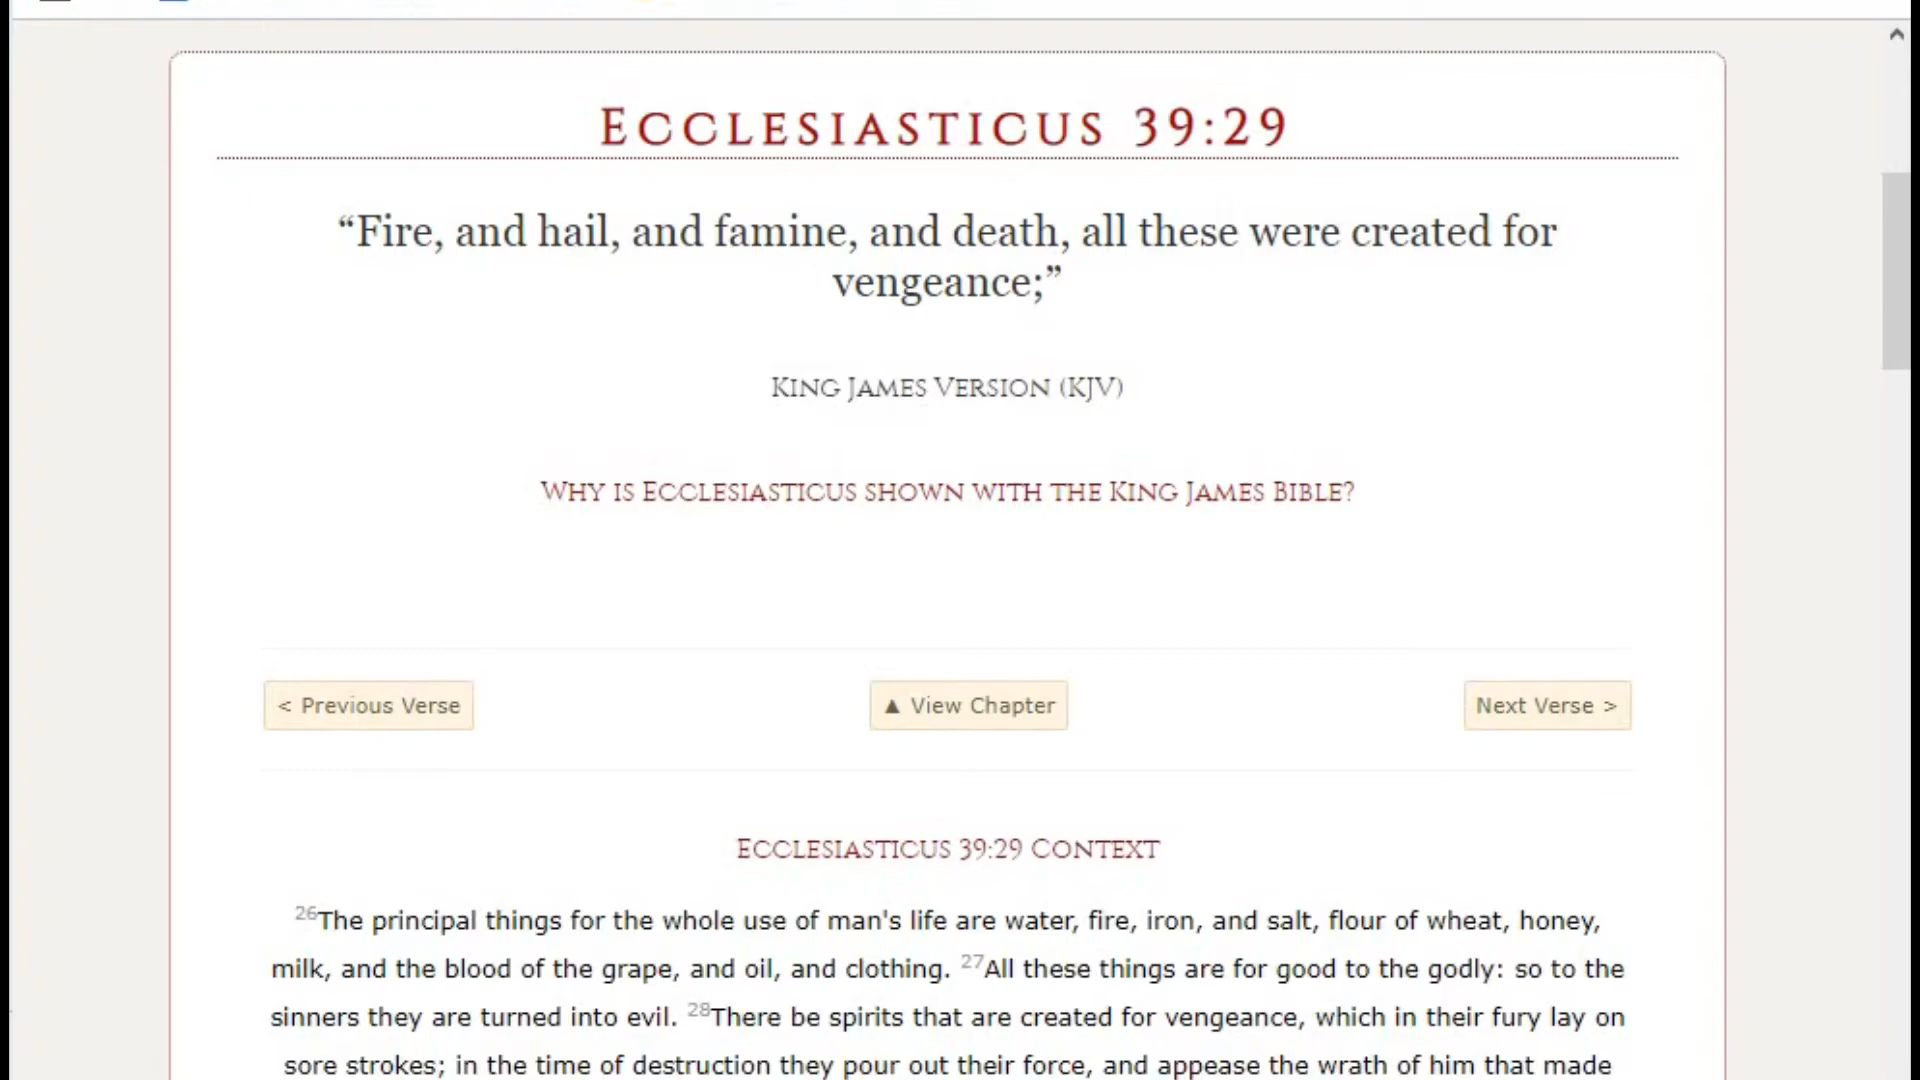 ECCLESIASTICUS 39:29
“Fire, and hail, and famine, and death, all these were created for
vengeance;”
KING JAMES VERSION (KJV)
WHY IS ECCLESIASTICUS SHOWN WITH THE KING JAMES BIBLE?
< Previous Verse
▲ View Chapter
Next Verse >
ECCLESIASTICUS 39:29 CONTEXT
26The principal things for the whole use of man's life are water, fire, iron, and salt, flour of wheat, honey,
milk, and the blood of the grape, and oil, and clothing. 27All these things are for good to the godly: so to the
sinners they are turned into evil. 28There be spirits that are created for vengeance, which in their fury lay on
sore strokes; in the time of destruction they pour out their force, and appease the wrath of him that made